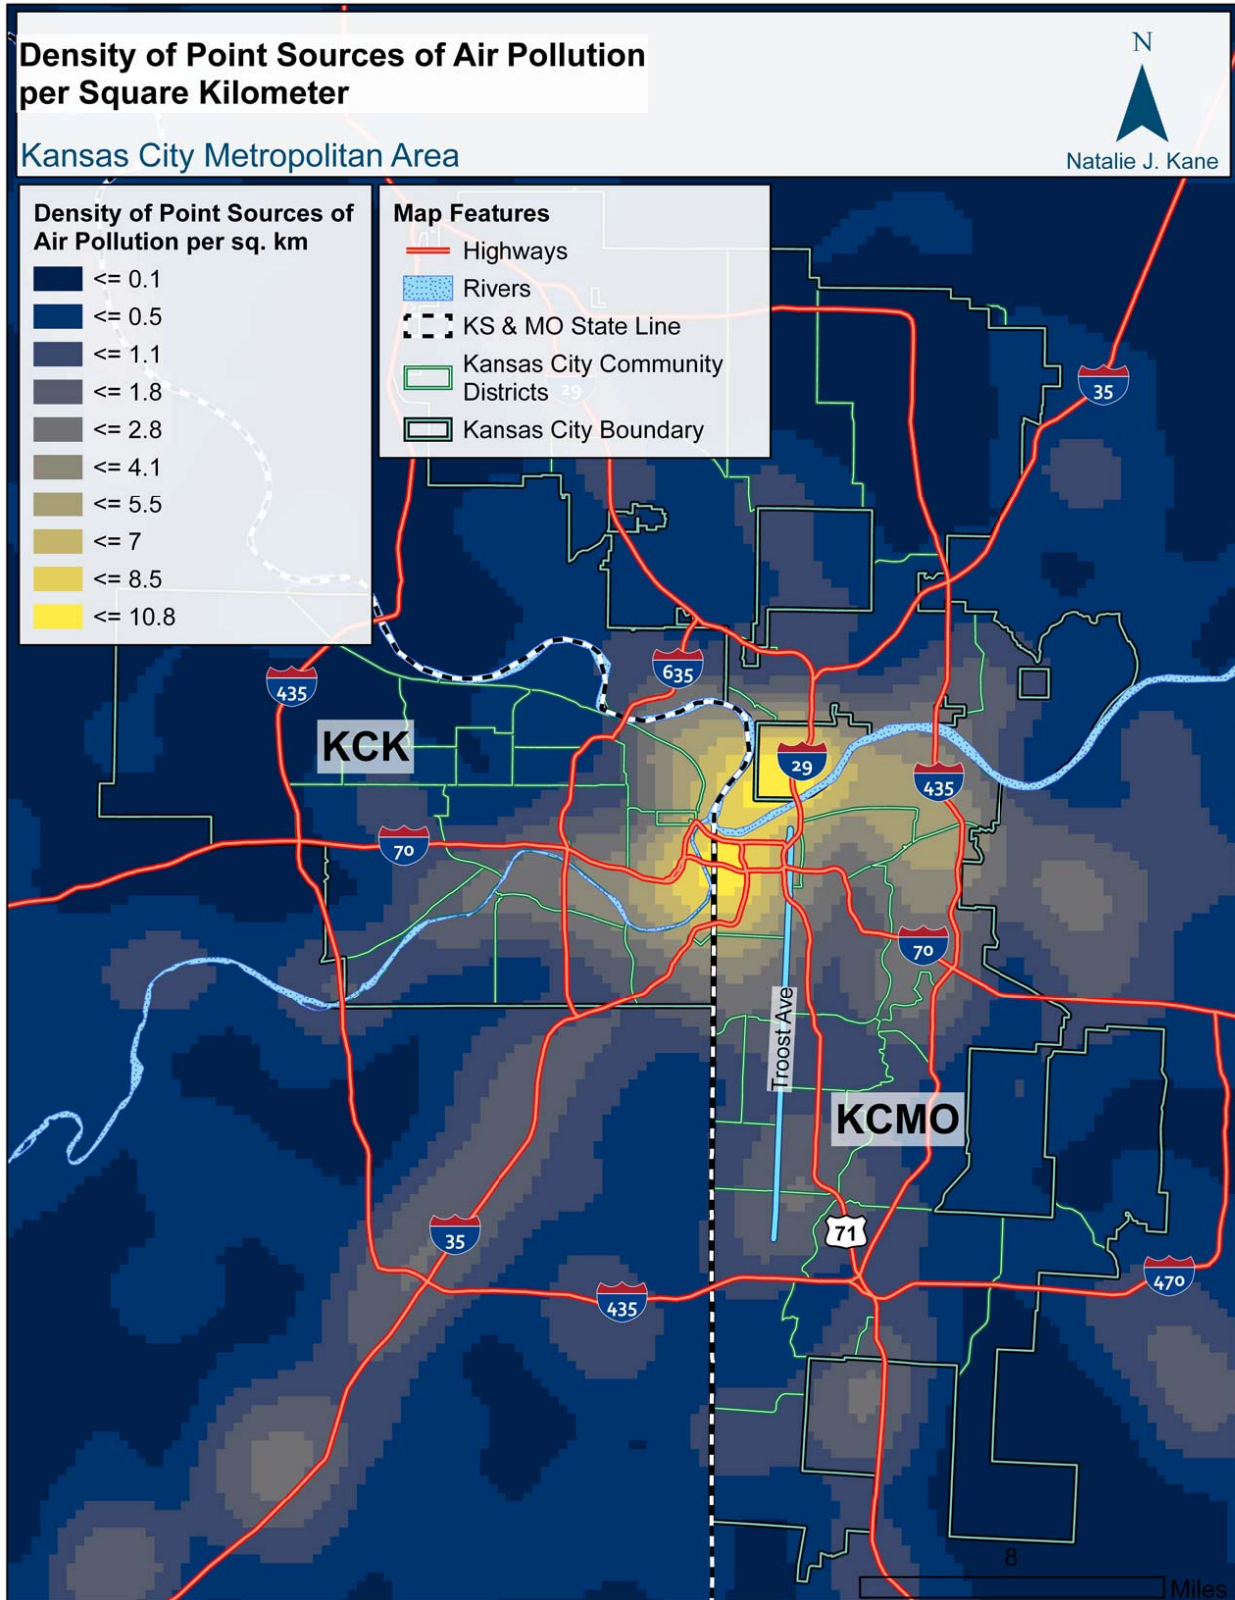 Density of Point Sources of Air Pollution
per Square Kilometer
Kansas City Metropolitan Area
N
Natalie J. Kane
Density of Point Sources of
Air Pollution per sq. km
<= 0.1
<= 0.5
<= 1.1
<= 1.8
<= 2.8
<= 4.1
<= 5.5
<= 7
<= 8.5
<= 10.8
Map Features
Highways
Rivers
KS & MO State Line
Kansas City Community
Districts
Kansas City Boundary
29
35
635
435
KCK
29
435
70
70
Troost Ave
KCMO
71
35
470
435
8
Miles